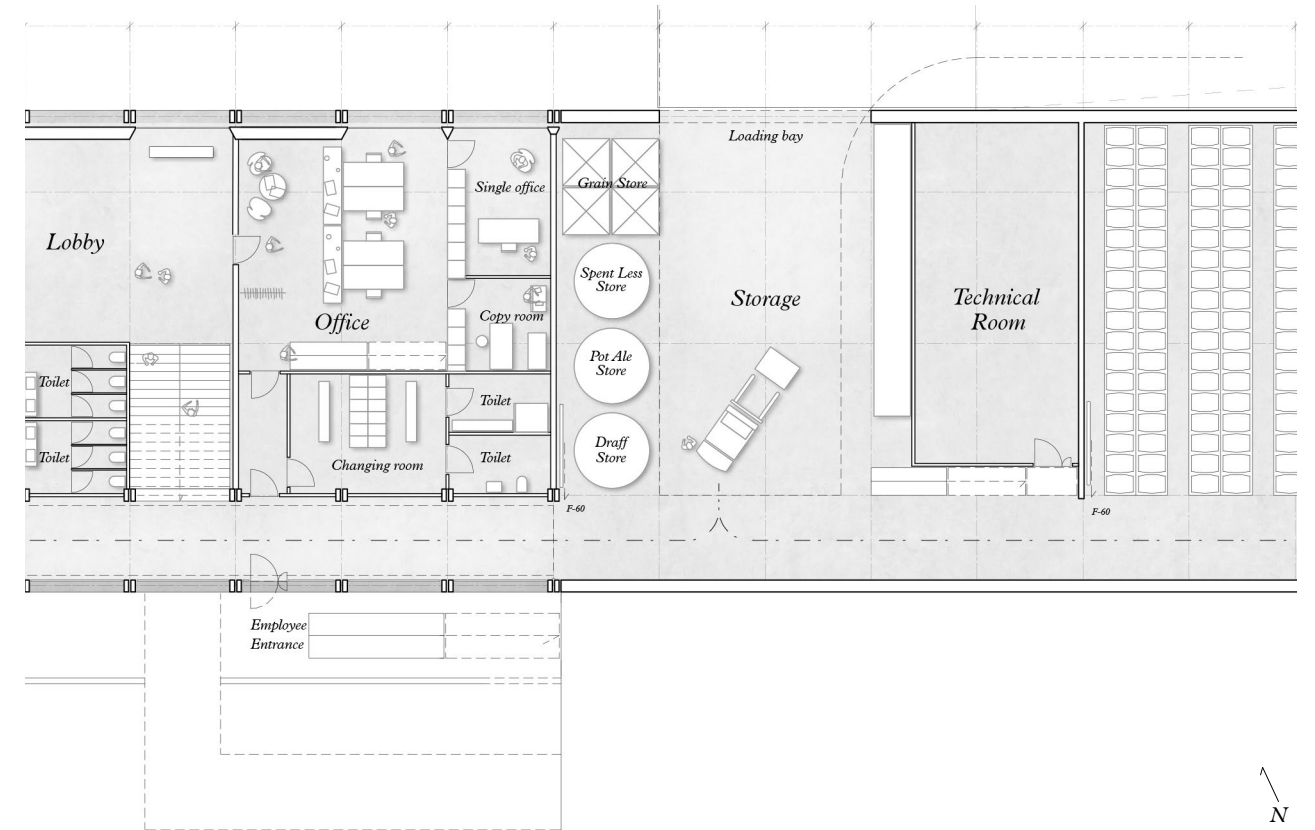 Loading bay
Single office
Grain Store
Lobby
Spent Less
Store
Storage
Technical
Room
Office
Copy room
Pot Ale
Store
Toilet
Toilet
Draff
Store
Toilet
Changing room
Toilet
F-60
F-60
Employee
Entrance
N